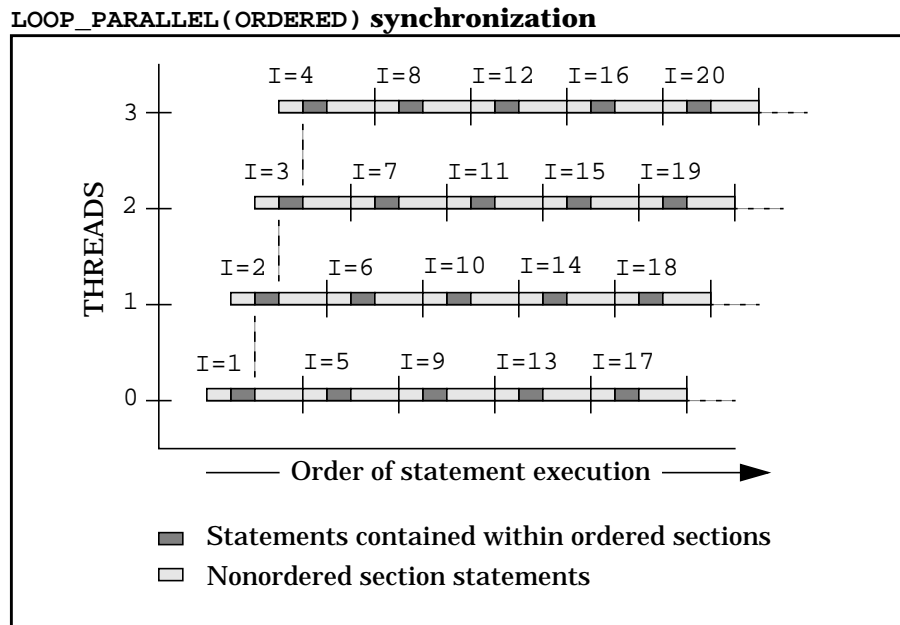 LOOP_PARALLEL(ORDERED) synchronization
I=4 I=8 I=12 I=16 I=20
3
I=3 I=7 I=11 I=15 I=19
2
THREADS
I=2 I=6 I=10 I=14 I=18
1
I=1 I=5 I=9 I=13 I=17
0
Order of statement execution
Statements contained within ordered sections
Nonordered section statements